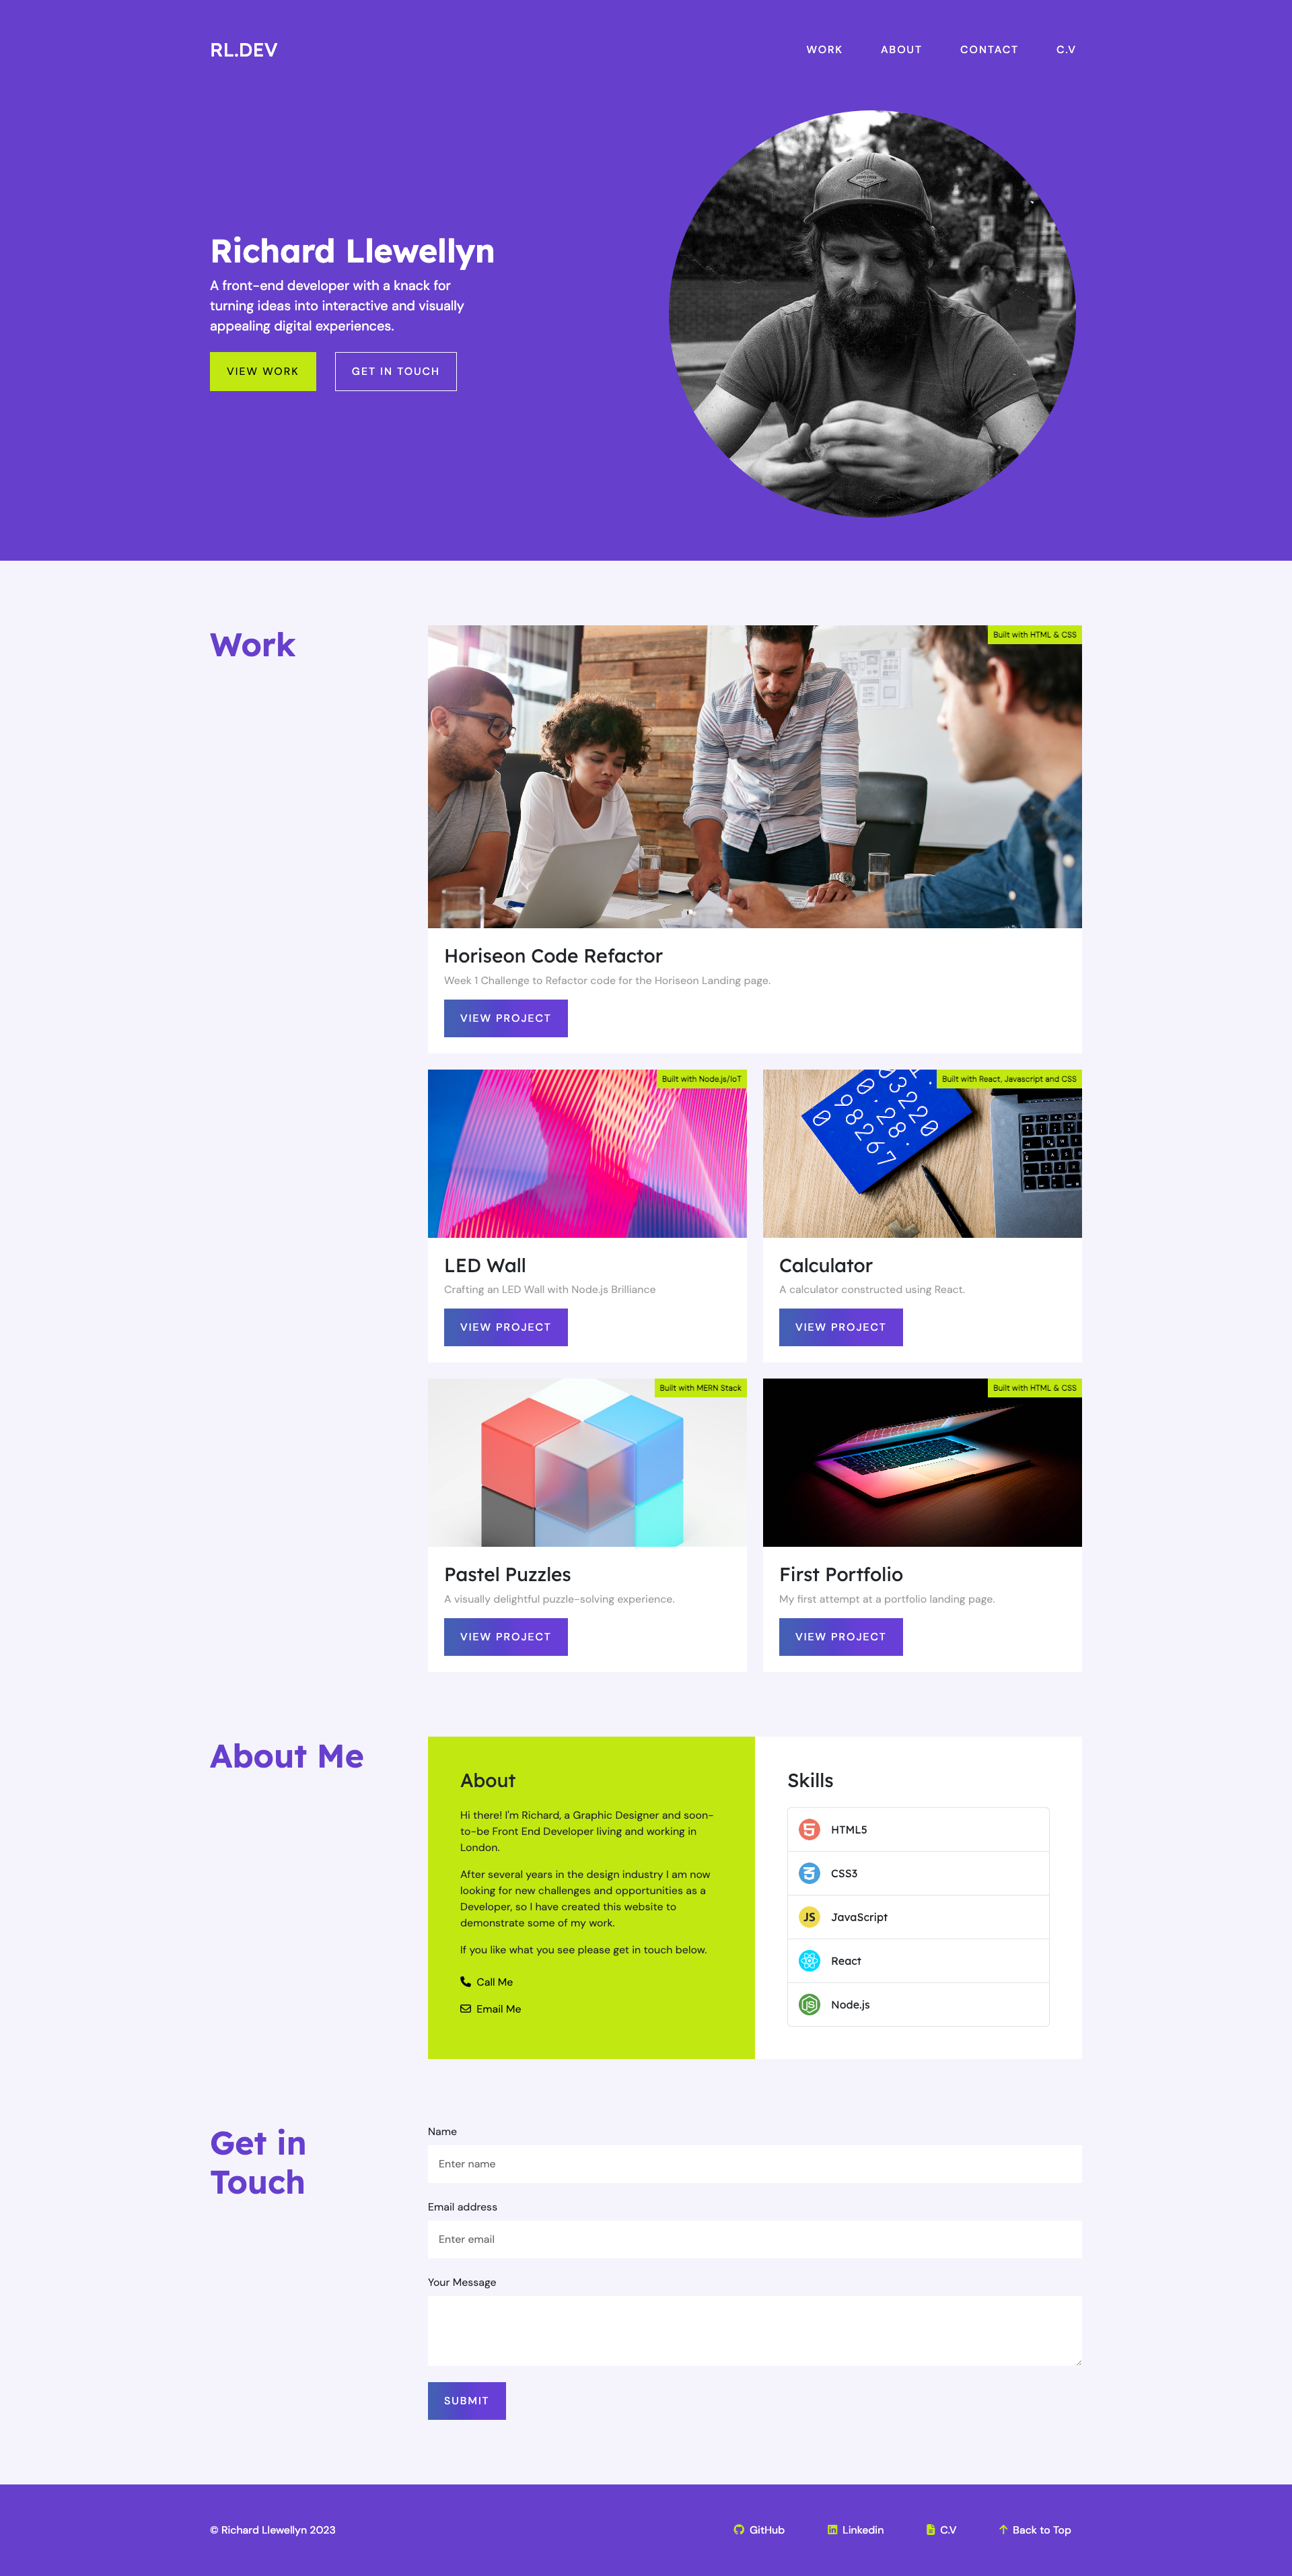 RL.DEV
WORK
ABOUT
CONTACT
C.V
Richard Llewellyn
A front-end developer with a knack for
turning ideas into interactive and visually
appealing digital experiences.
VIEW WORK
GET IN TOUCH
Work
Built with HTML & CSS
Horiseon Code Refactor
Week 1 Challenge to Refactor code for the Horiseon Landing page.
VIEW PROJECT
Built with Node.js/IoT
LED Wall
Crafting an LED Wall with Node.js Brilliance
VIEW PROJECT
Built with React, Javascript and CSS
Calculator
A calculator constructed using React.
VIEW PROJECT
Built with MERN Stack
Pastel Puzzles
A visually delightful puzzle-solving experience.
VIEW PROJECT
Built with HTML & CSS
First Portfolio
My first attempt at a portfolio landing page.
VIEW PROJECT
About Me
About
Hi there! I'm Richard, a Graphic Designer and soon-
to-be Front End Developer living and working in
London.
After several years in the design industry I am now
looking for new challenges and opportunities as a
Developer, so I have created this website to
demonstrate some of my work.
If you like what you see please get in touch below.
Call Me
Email Me
Skills
HTML5
CSS3
JS
JavaScript
React
Node.js
Get in
Touch
Name
Enter name
Email address
Enter email
Your Message
SUBMIT
© Richard Llewellyn 2023
GitHub
Linkedin
C.V
Back to Top